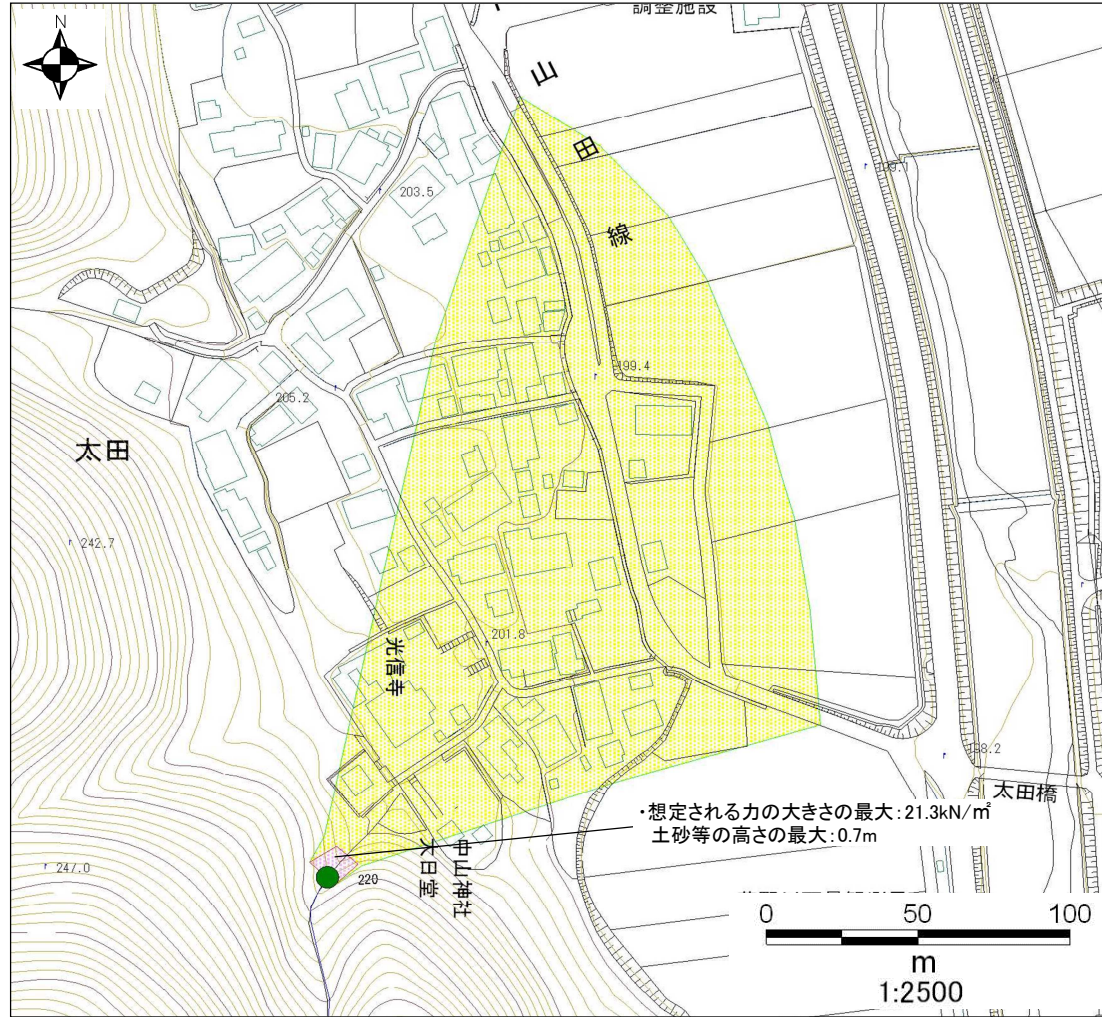 N
調整施設
山
田
線
203.5
199.1
199.4
205.2
太田
242.7
201.8
光信寺
198.2
太田橋
・想定される力の大きさの最大：21.3kN/㎡
土砂等の高さの最大：0.7m
中山神社
大日堂
247.0
220
0 50 100
m
1:2500